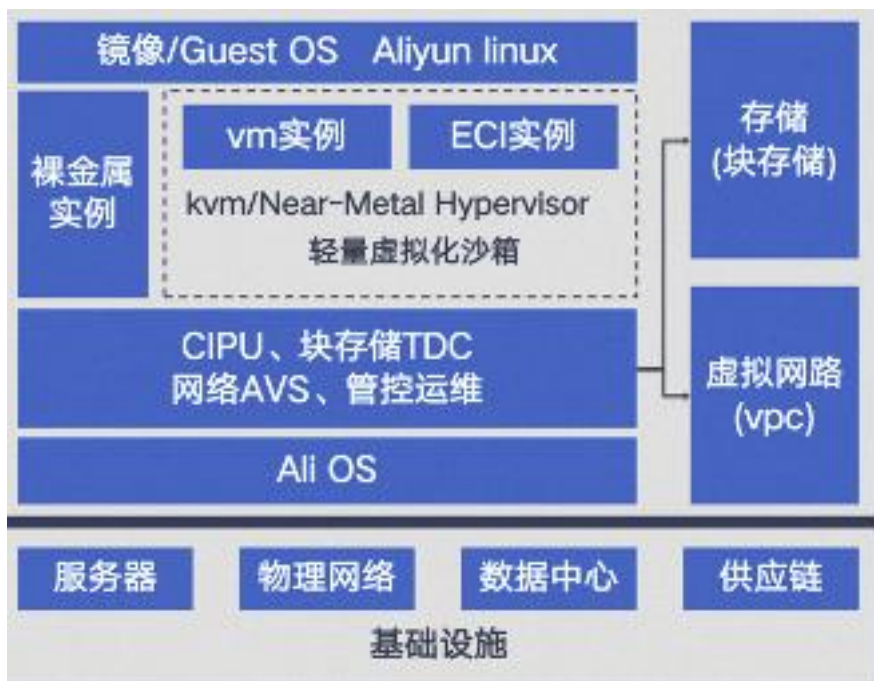 镜像/Guest OS Aliyun linux
裸金属
实例
vm实例
ECI实例
kvm/Near-Metal Hypervisor
轻量虚拟化沙箱
存储
(块存储)
CIPU、块存储TDC
网络AVS、管控运维
虚拟网路
(vpc)
Ali OS
服务器
物理网络
数据中心
供应链
基础设施